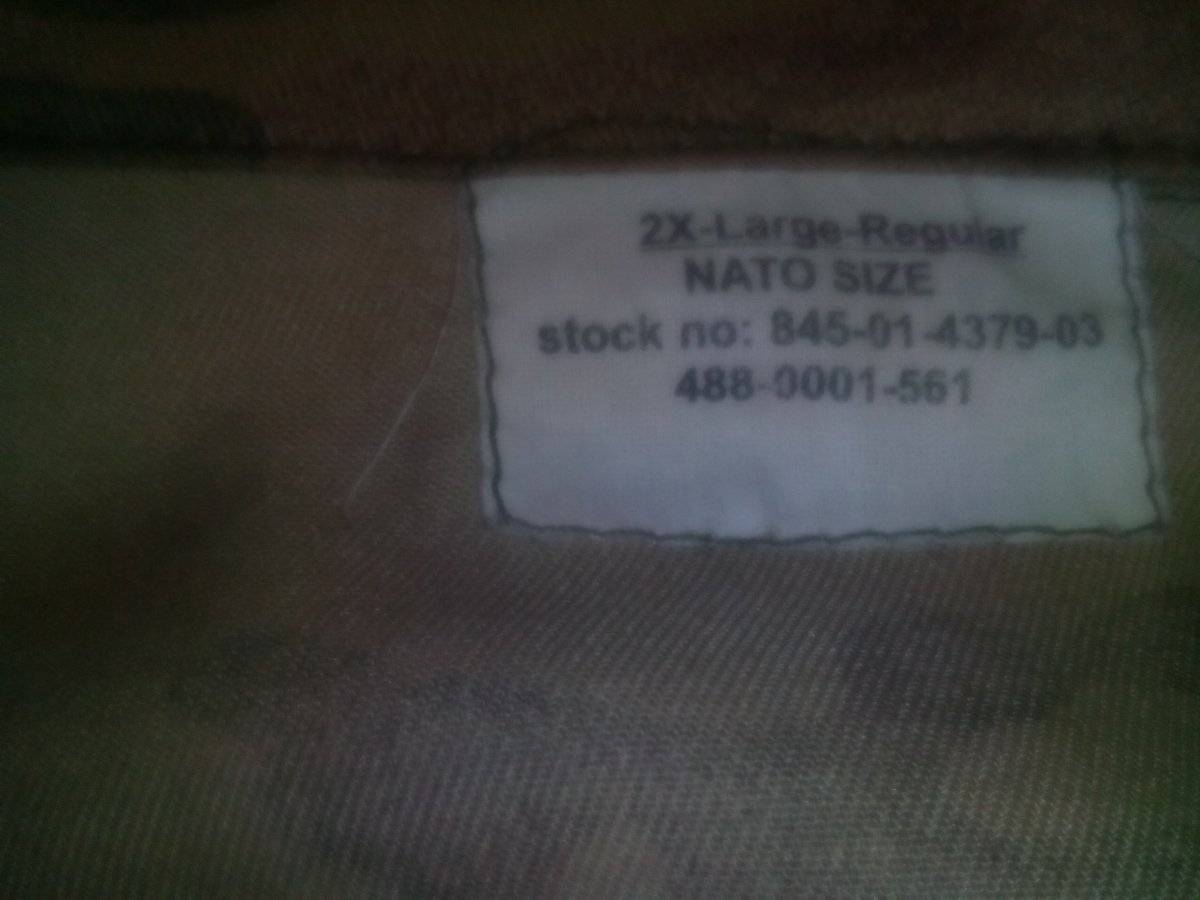 2X-Large-Regular
NATO SIZE
stock no: 845-01-4379-03
488-0001-561